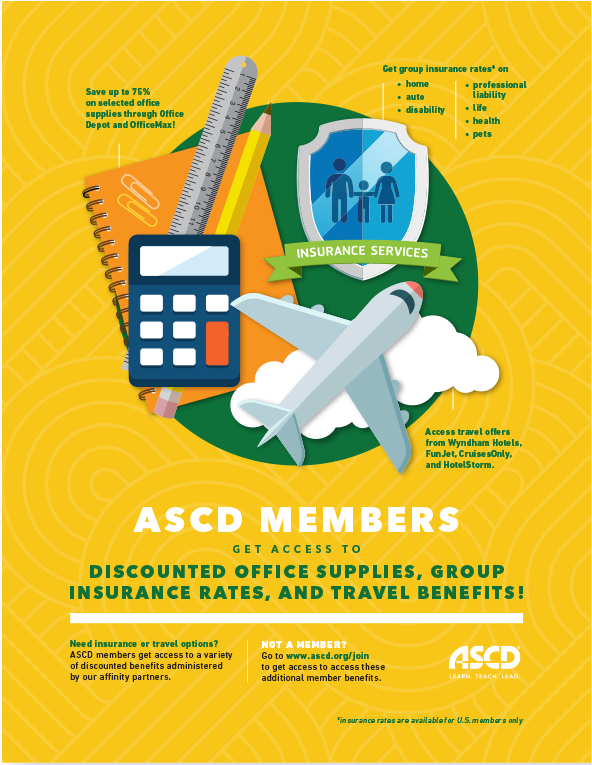 Save up to 75%
on selected office
supplies through Office
Depot and OfficeMax!
Get group insurance rates* on
• home
• auto
• disability
• professional
liability
• life
• health
• pets
INSURANCE SERVICES
Access travel offers
from Wyndham Hotels,
FunJet, CruisesOnly,
and HotelStorm.
ASCD MEMBERS
GET ACCESS TO
DISCOUNTED OFFICE SUPPLIES, GROUP
INSURANCE RATES, AND TRAVEL BENEFITS!
Need insurance or travel options?
ASCD members get access to a variety
of discounted benefits administered
by our affinity partners.
NOT A MEMBER?
Go to www.ascd.org/join
to get access to access these
additional member benefits.
ASCD®
LEARN. TEACH. LEAD.
*insurance rates are available for U.S. members only